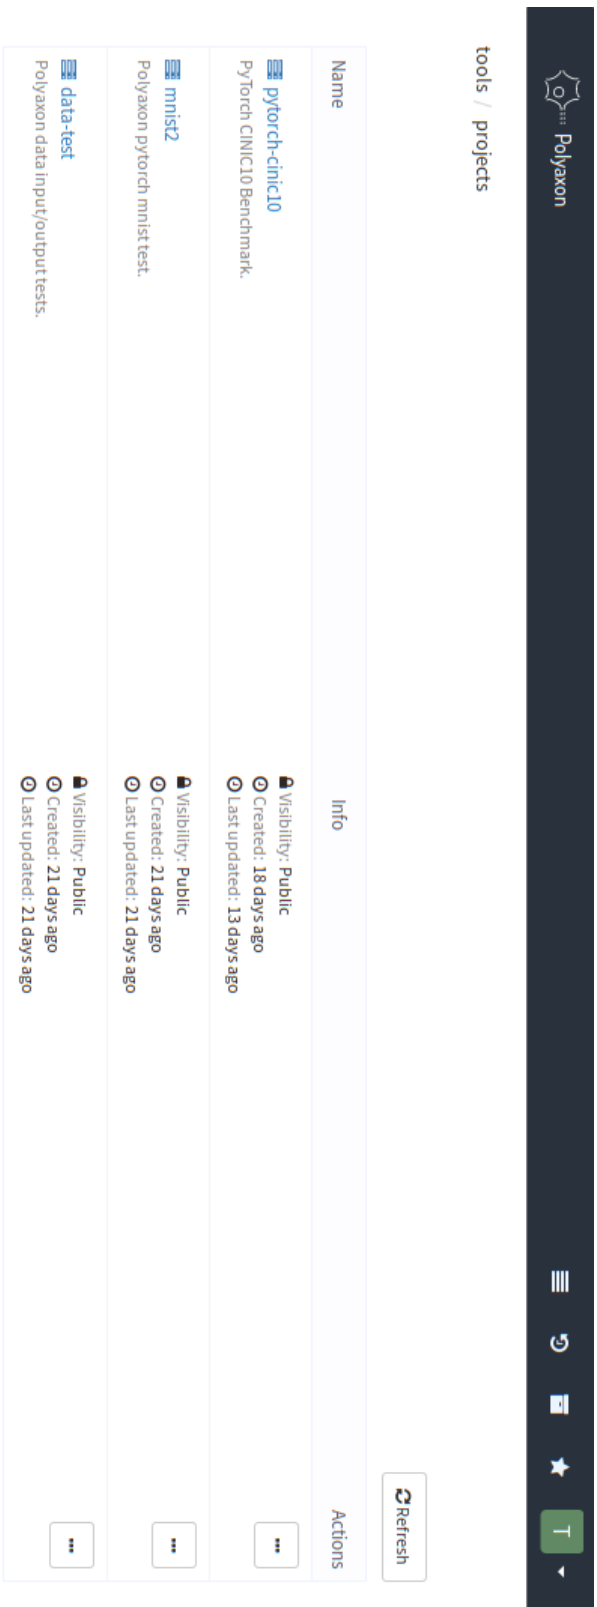 Polyaxon
T
tools / projects
Refresh
Name Info Actions
pytorch-cinic10
PyTorch CINIC10 Benchmark.
Visibility: Public
Created: 18 days ago
Last updated: 13 days ago
mnist2
Polyaxon pytorch mnist test.
Visibility: Public
Created: 21 days ago
Last updated: 21 days ago
data-test
Polyaxon data input/output tests.
Visibility: Public
Created: 21 days ago
Last updated: 21 days ago